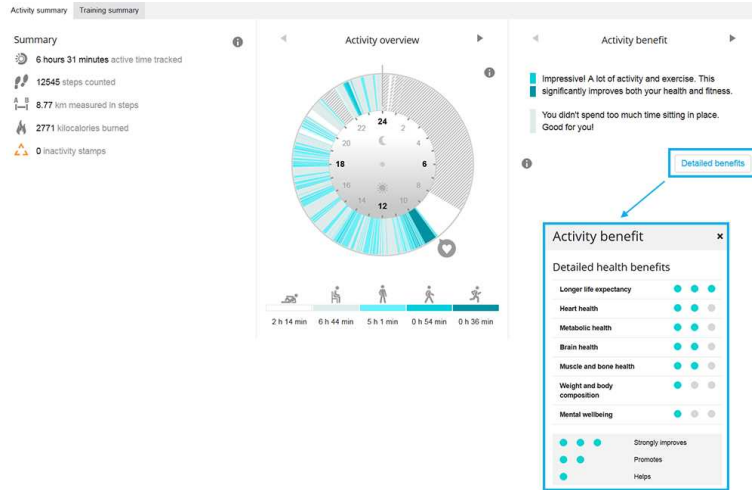 Activity summary
Training summary
Summary
6 hours 31 minutes active time tracked
12545 steps counted
A B
8.77 km measured in steps
2771 kilocalories burned
0 inactivity stamps
Activity overview
24
22 2
20 4
18 6
16 8
14 10
12
2 h 14 min 6 h 44 min 5 h 1 min 0 h 54 min 0 h 36 min
Activity benefit
Impressive! A lot of activity and exercise. This
significantly improves both your health and fitness.
You didn't spend too much time sitting in place.
Good for you!
Detailed benefits
Activity benefit
Detailed health benefits
Longer life expectancy
Heart health
Metabolic health
Brain health
Muscle and bone health
Weight and body
composition
Mental wellbeing
Strongly improves
Promotes
Helps